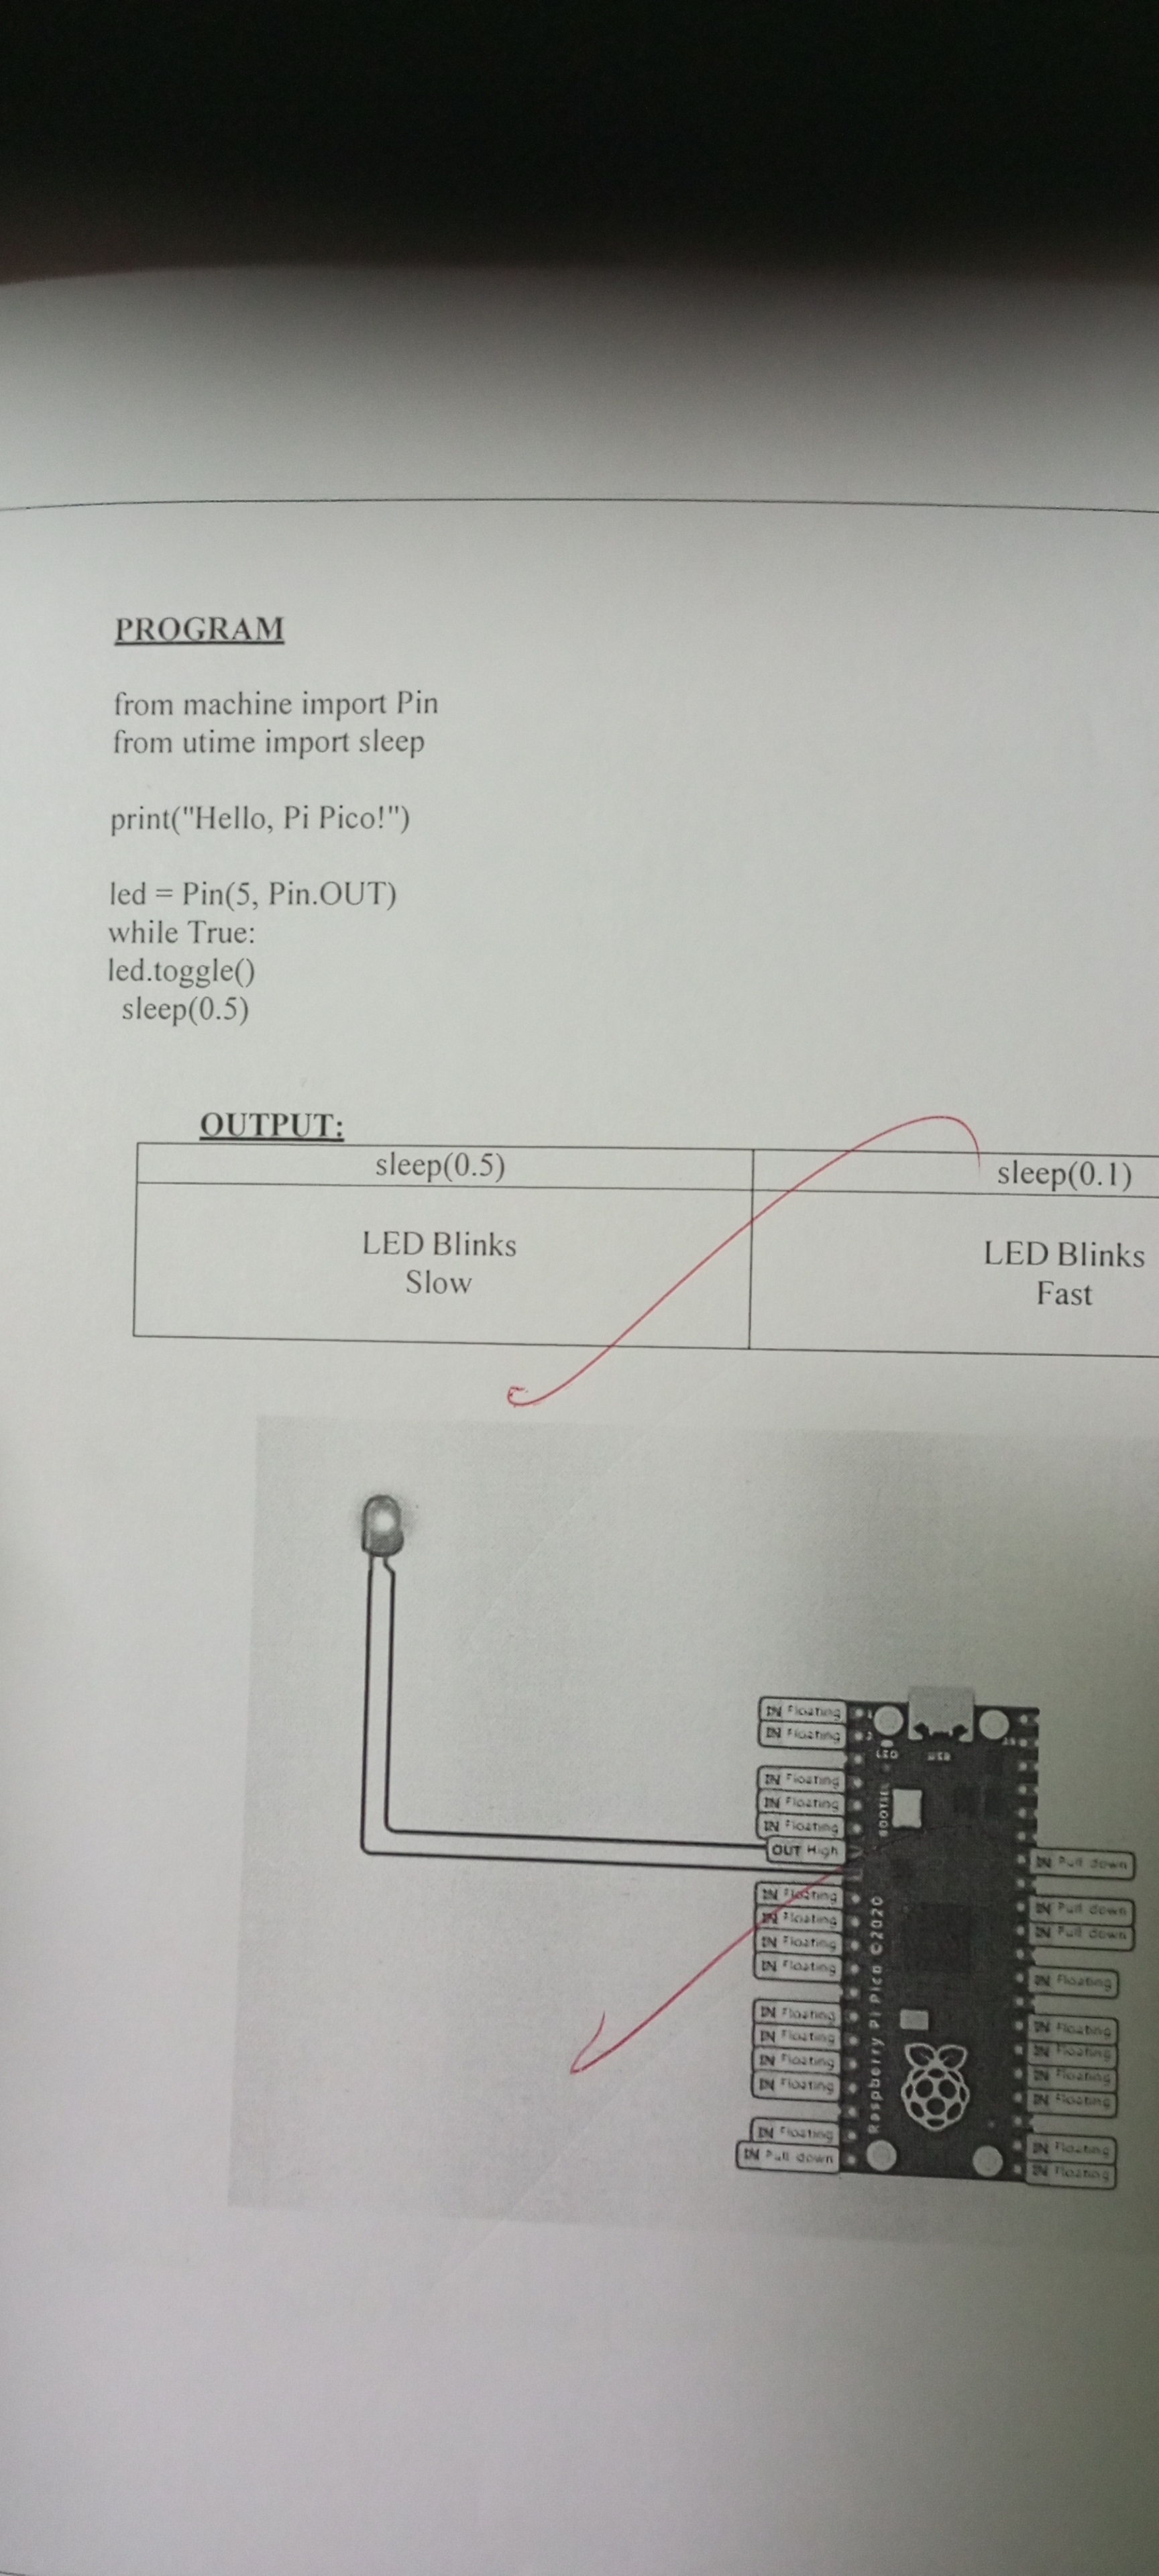 PROGRAM
from machine import Pin
from utime import sleep
print("Hello, Pi Pico!")
led = Pin(5, Pin.OUT)
while True:
led.toggle()
 sleep(0.5)
OUTPUT:
sleep(0.5) sleep(0.1)
LED Blinks LED Blinks
Slow Fast
IN Floating
IN Floating
LED USB
IN Floating
IN Floating
IN Floating
BOOTSEL
OUT High
IN Pull down
IN Floating
IN Floating
IN Pull down
IN Floating
IN Pull down
IN Floating
IN Floating
Raspberry Pi Pico ©2020
IN Floating
IN Floating
IN Floating
IN Floating
IN Floating
IN Floating
IN Floating
IN Floating
IN Floating
IN Floating
IN Pull down
IN Floating